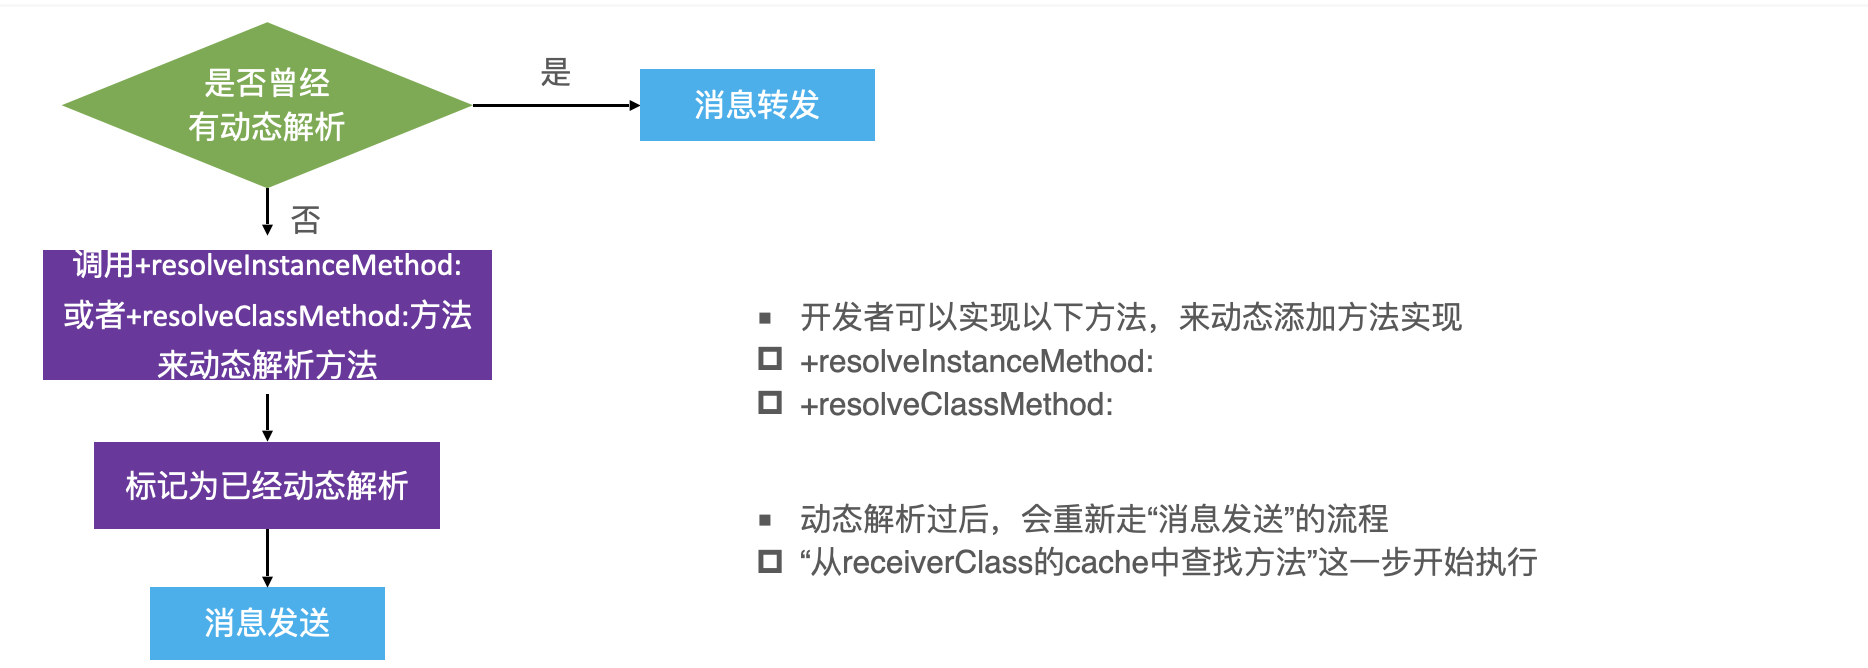 是否曾经
有动态解析
是
消息转发
否
调用+resolveInstanceMethod:
或者+resolveClassMethod:方法
来动态解析方法
标记为已经动态解析
消息发送
开发者可以实现以下方法，来动态添加方法实现
+resolveInstanceMethod:
+resolveClassMethod:
动态解析过后，会重新走“消息发送”的流程
“从receiverClass的cache中查找方法”这一步开始执行